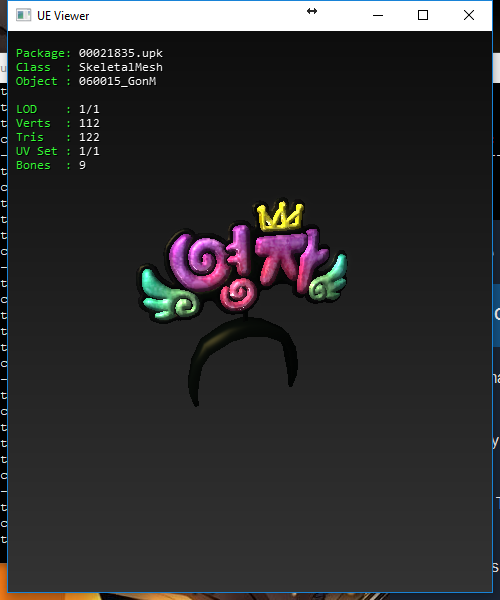 UE Viewer
Package: 00021835.upk
Class : SkeletalMesh
Object : 060015_GonM
LOD : 1/1
Verts : 112
Tris : 122
UV Set : 1/1
Bones : 9
영자